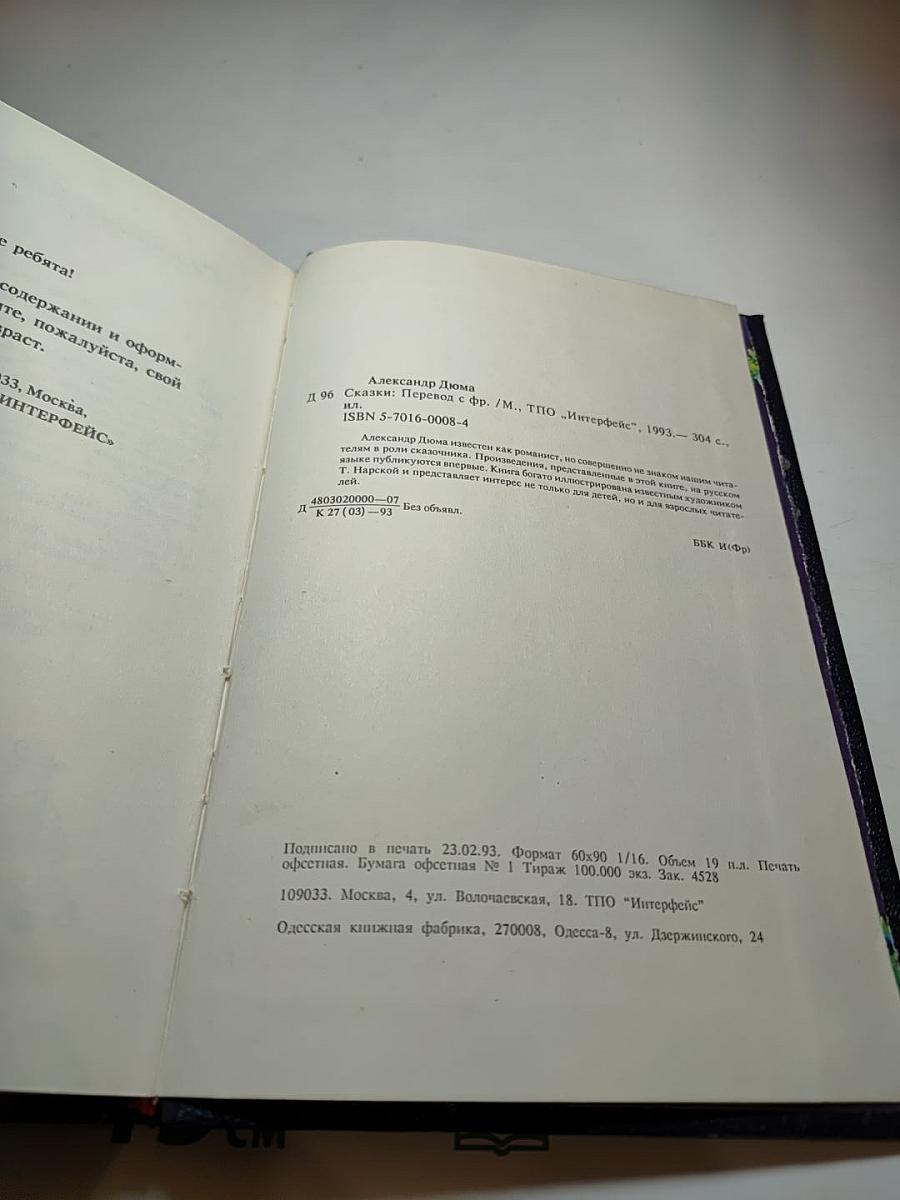 е ребята!
содержании и оформ-
те, пожалуйста, свой
раст.
033, Москва,
ИНТЕРФЕЙС»
Александр Дюма
Д 96 Сказки: Перевод с фр. /М., ТПО „Интерфейс", 1993.— 304 с.,
ил.
ISBN 5-7016-0008-4
Александр Дюма известен как романист, но совершенно не знаком нашим чита-
телям в роли сказочника. Произведения, представленные в этой книге, на русском
языке публикуются впервые. Книга богато иллюстрирована известным художником
Т. Нарской и представляет интерес не только для детей, но и для взрослых читате-
лей.
Д 4803020000—07 Без объявл.
К 27 (03) —93
ББК И(Фр)
Подписано в печать 23.02.93. Формат 60x90 1/16. Объем 19 п.л. Печать
офсетная. Бумага офсетная № 1 Тираж 100.000 экз. Зак. 4528
109033. Москва, 4, ул. Волочаевская, 18. ТПО "Интерфейс"
Одесская книжная фабрика, 270008, Одесса-8, ул. Дзержинского, 24
см